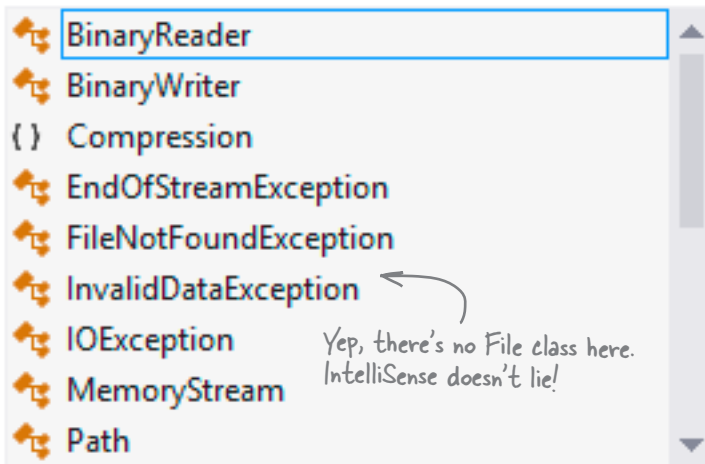 BinaryReader
BinaryWriter
{ } Compression
EndOfStreamException
FileNotFoundException
InvalidDataException
IOException
Yep, there's no File class here.
IntelliSense doesn't lie!
MemoryStream
Path